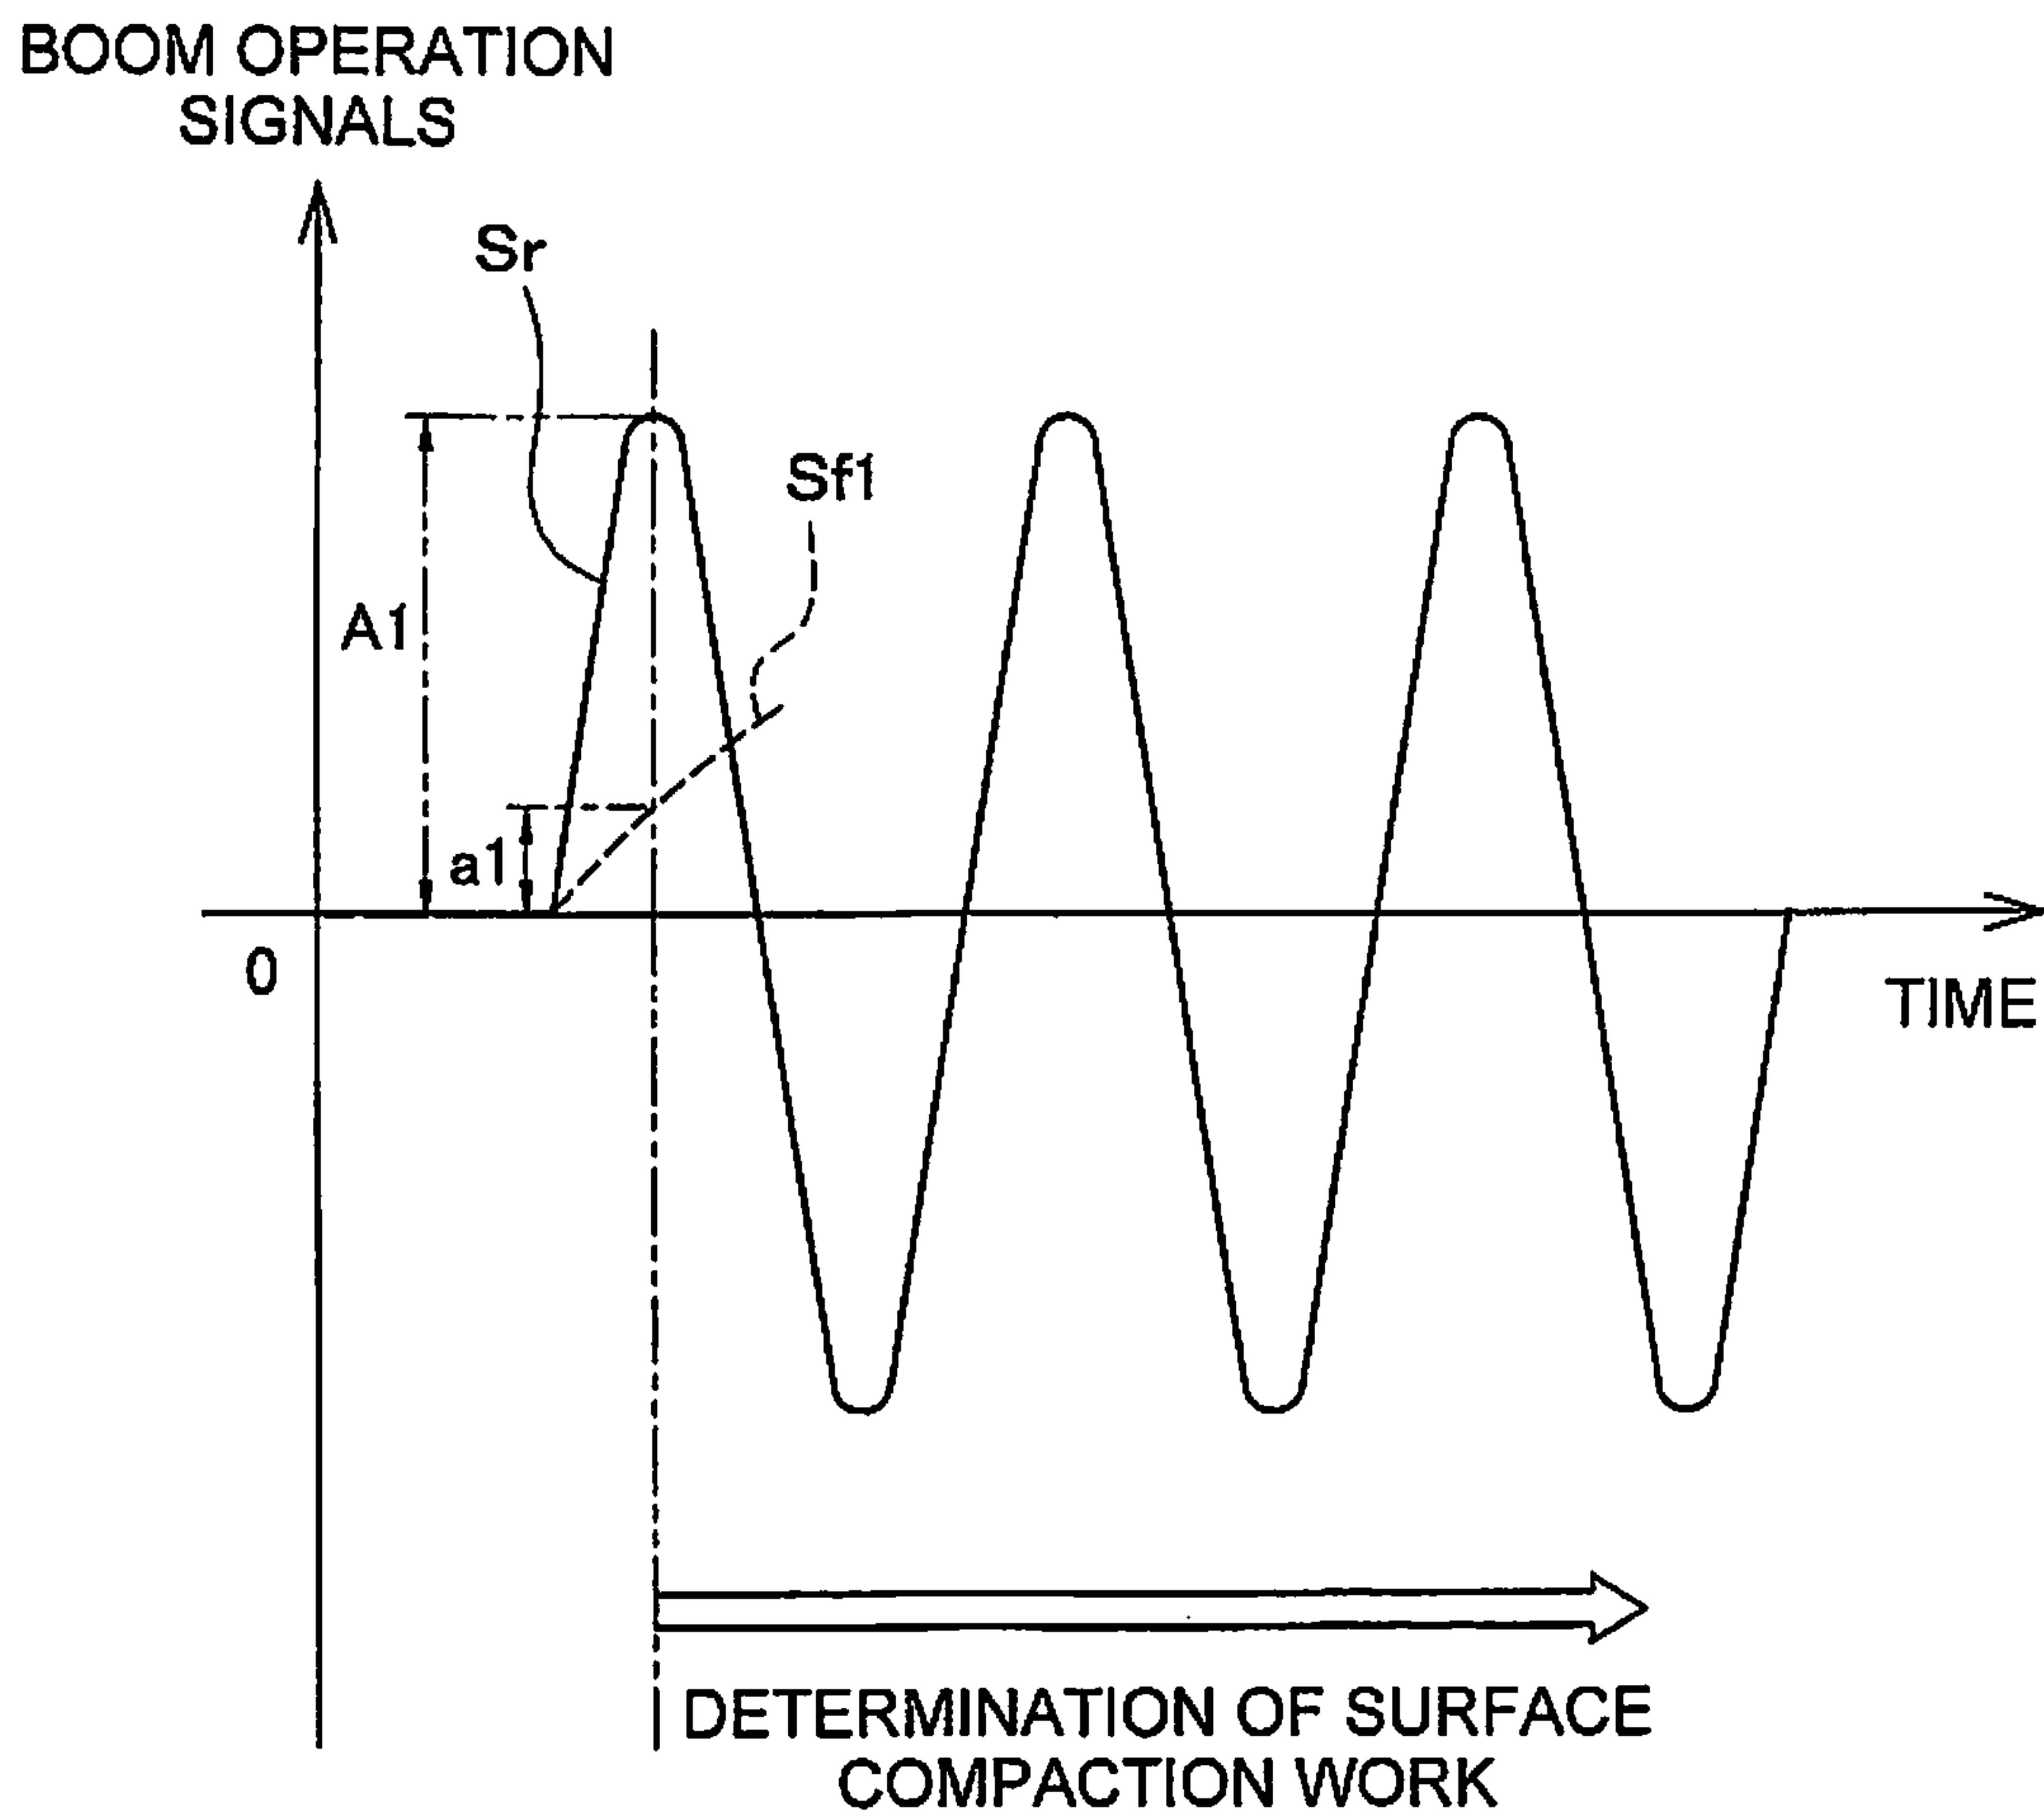 BOOM OPERATION
SIGNALS
Sr
Sf1
A1
a1
0
TIME
DETERMINATION OF SURFACE
COMPACTION WORK